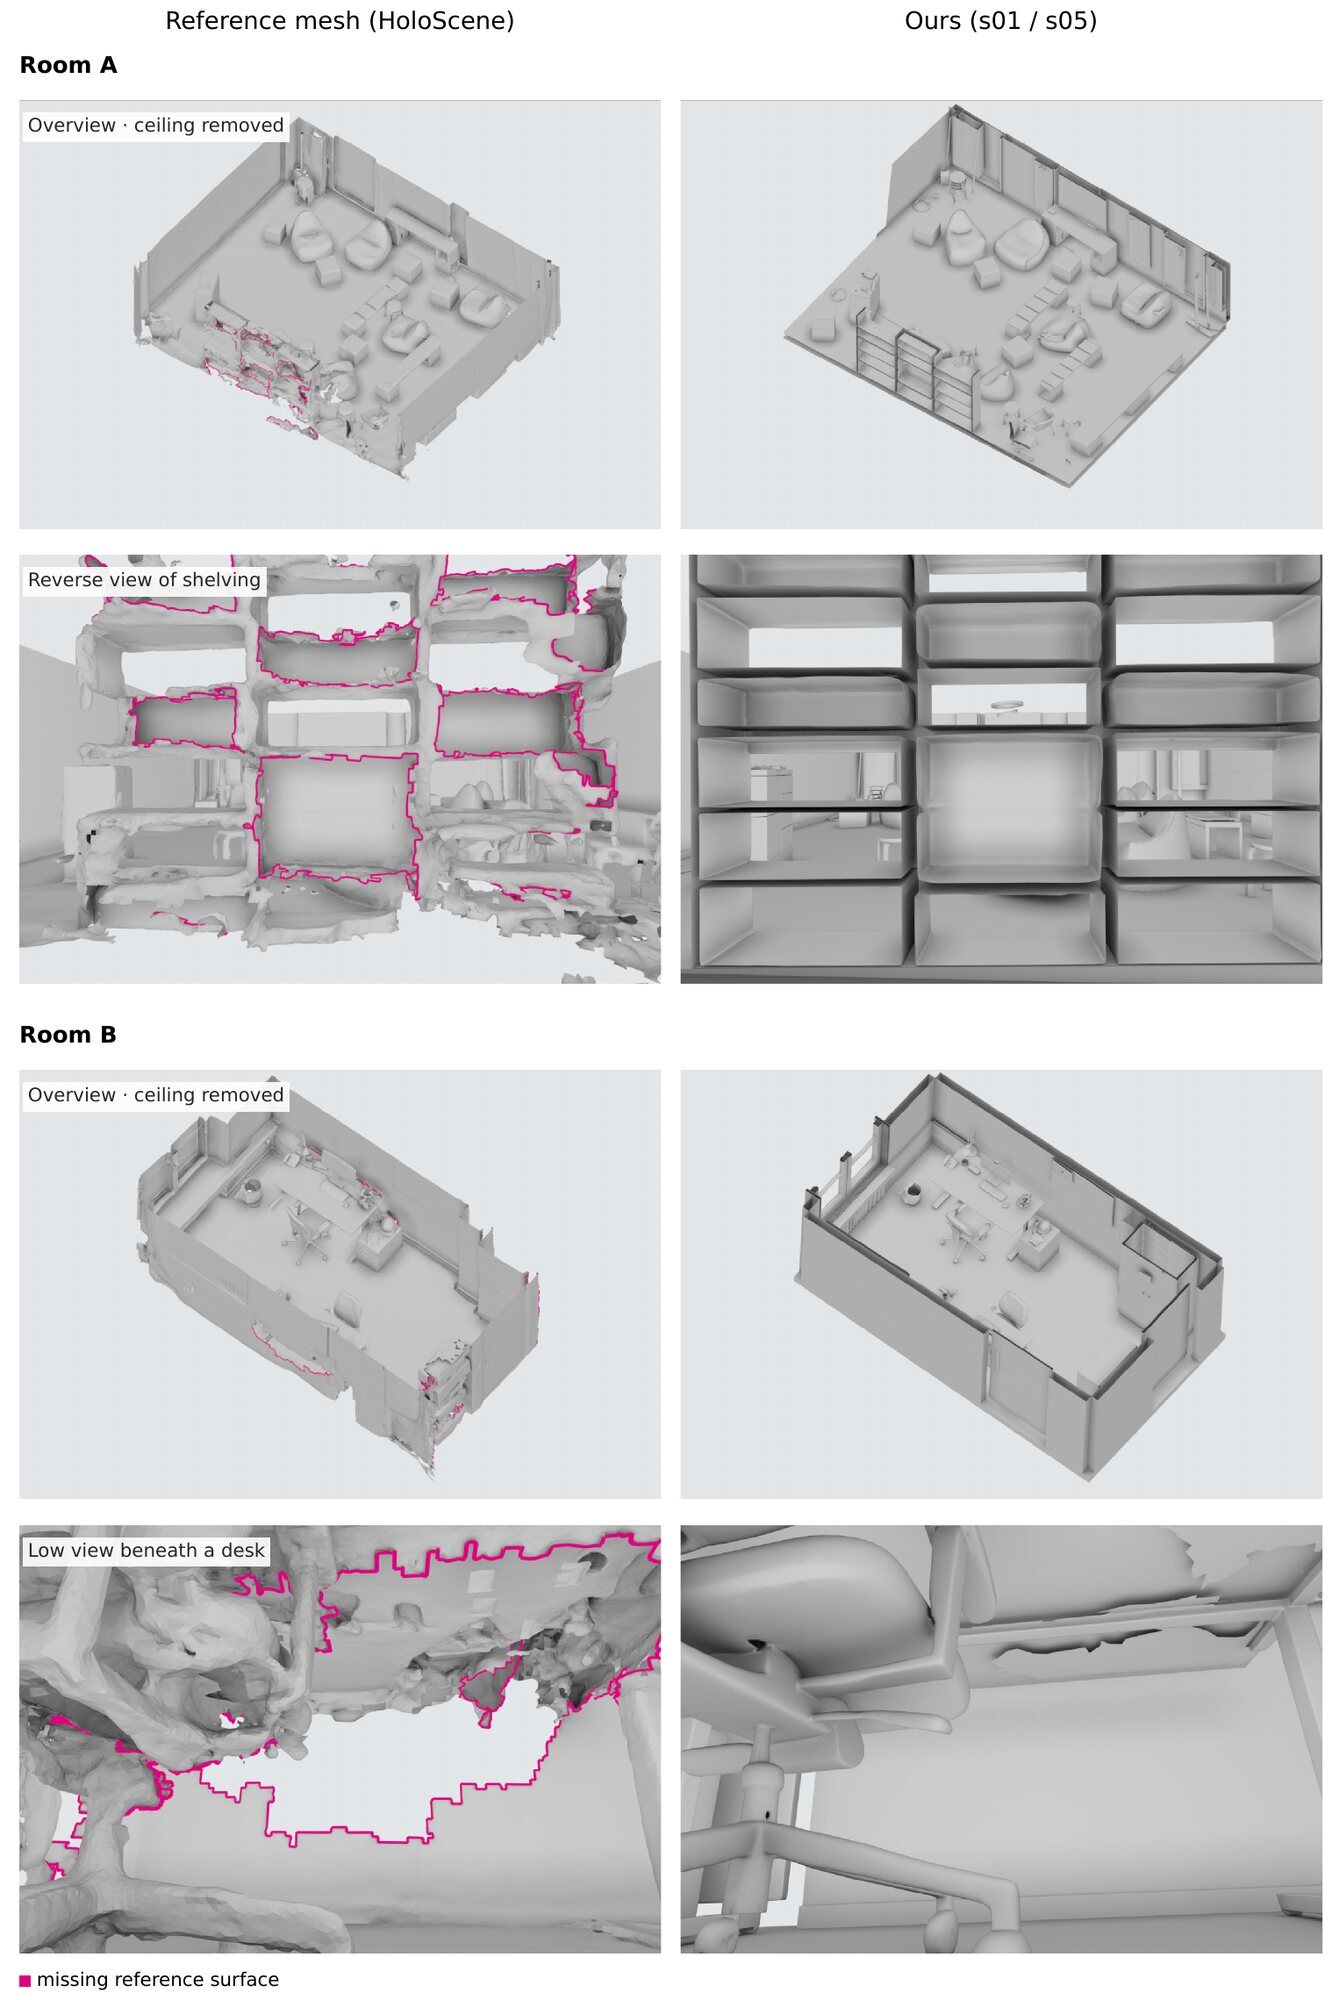 Reference mesh (HoloScene)
Ours (s01 / s05)
Room A
Overview · ceiling removed
Reverse view of shelving
Room B
Overview · ceiling removed
Low view beneath a desk
missing reference surface